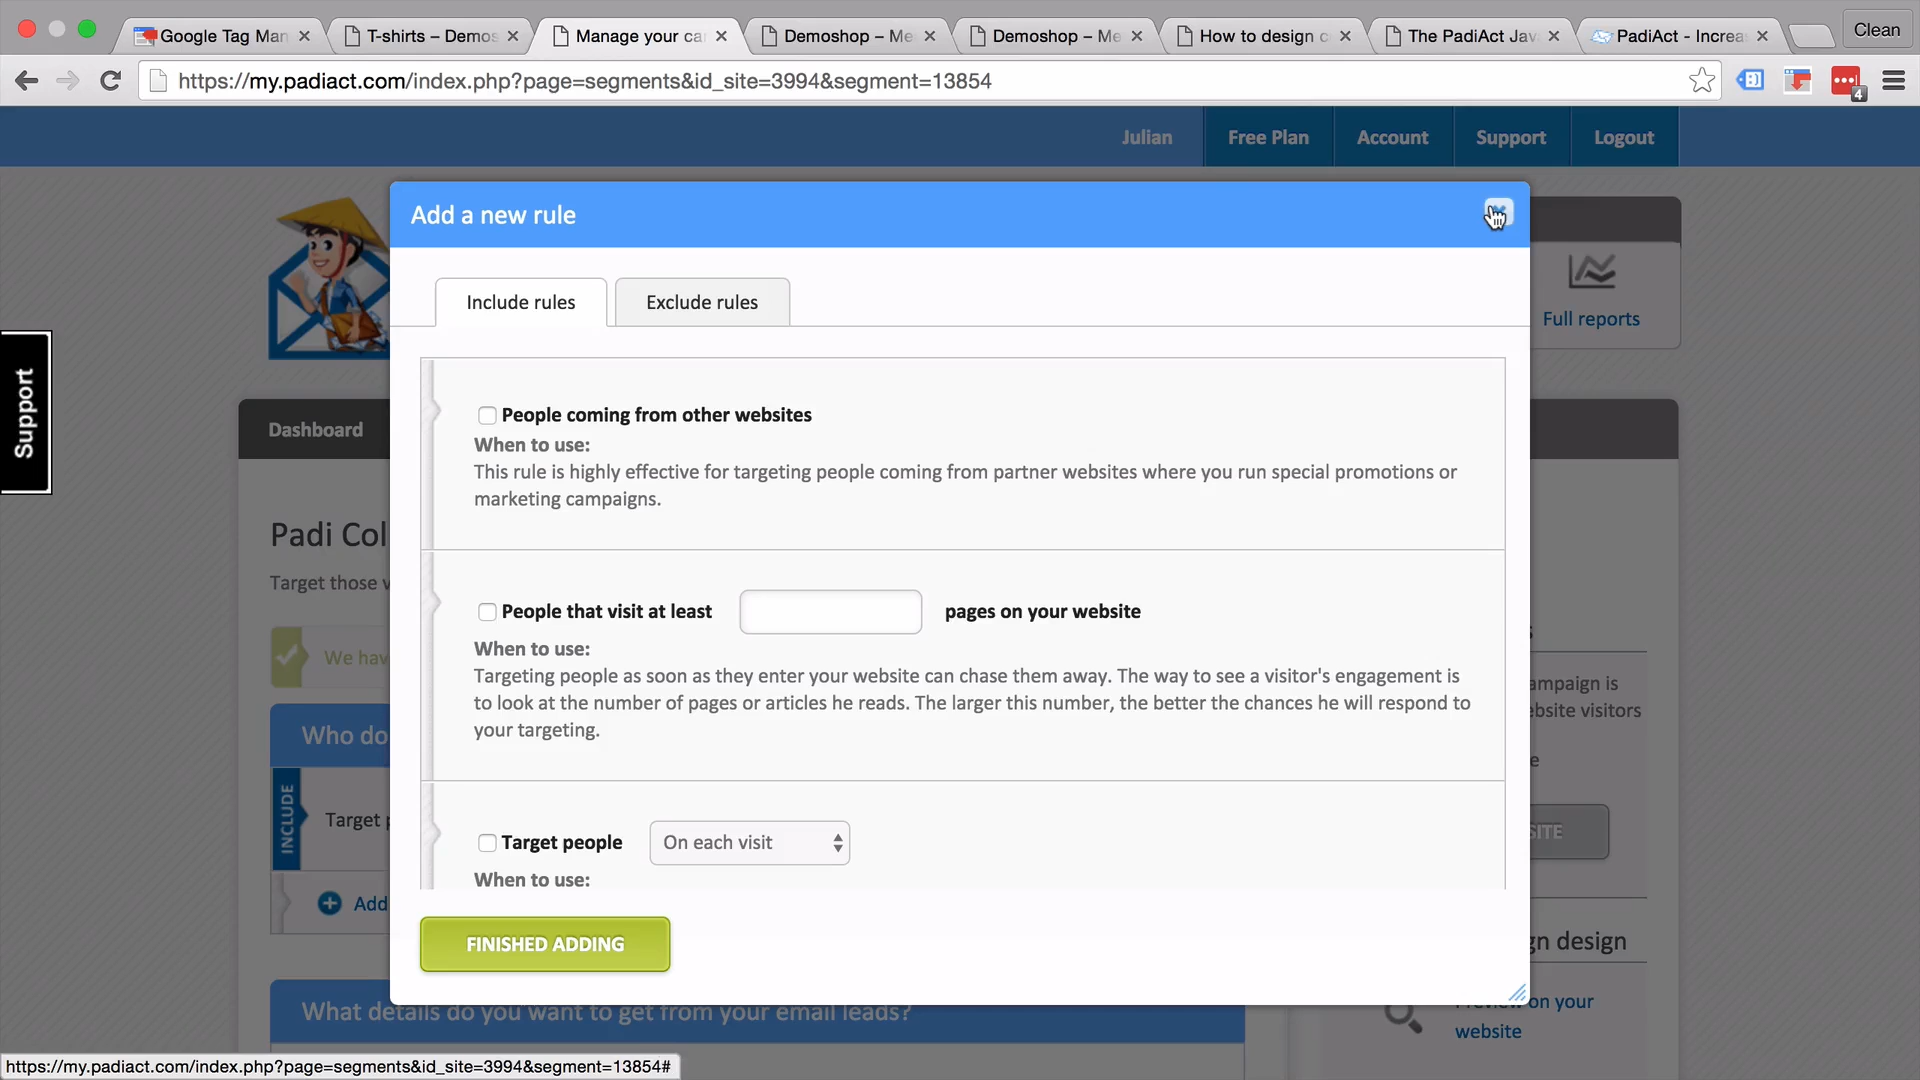 Google Tag Man
T-shirts – Demos
Manage your ca
Demoshop – Me
Demoshop – Me
How to design c
The PadiAct Jav
PadiAct - Increa
Clean
https://my.padiact.com/index.php?page=segments&id_site=3994&segment=13854
4
Julian
Free Plan
Account
Support
Logout
Add a new rule
Include rules
Exclude rules
Full reports
Support
People coming from other websites
When to use:
This rule is highly effective for targeting people coming from partner websites where you run special promotions or
marketing campaigns.
Dashboard
Padi Col
Target those v
We hav
People that visit at least
pages on your website
When to use:
Targeting people as soon as they enter your website can chase them away. The way to see a visitor's engagement is
to look at the number of pages or articles he reads. The larger this number, the better the chances he will respond to
your targeting.
ampaign is
ebsite visitors
Who do
INCLUDE
Target p
Target people
On each visit
When to use:
SITE
Add
FINISHED ADDING
gn design
What details do you want to get from your email leads?
Preview on your
website
https://my.padiact.com/index.php?page=segments&id_site=3994&segment=13854#